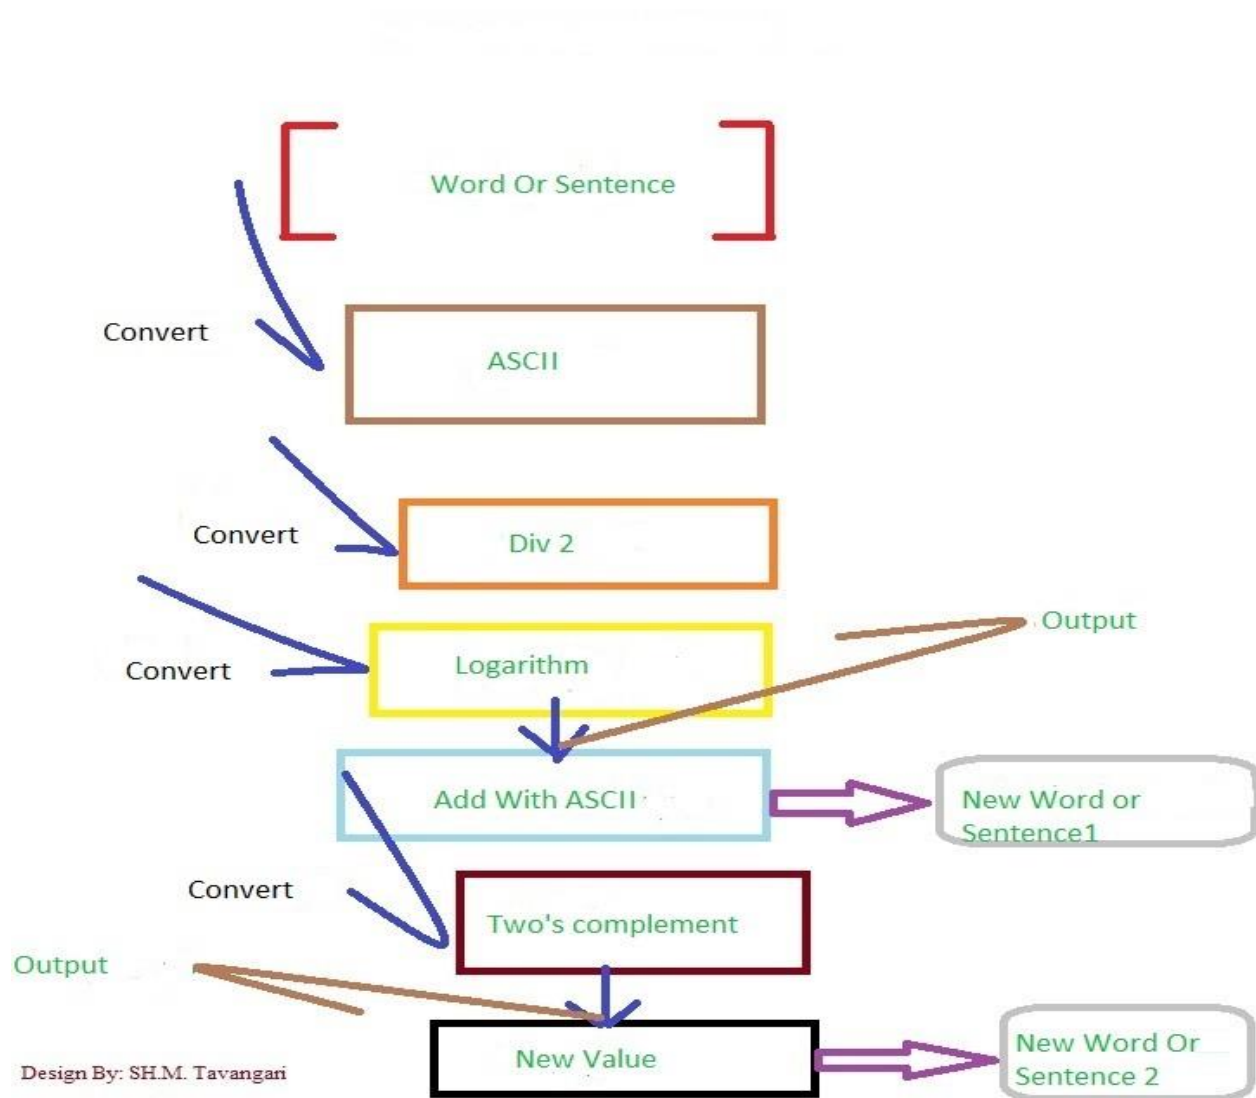 Word Or Sentence
Convert
ASCII
Convert
Div 2
Output
Convert
Logarithm
Add With ASCII
New Word or
Sentence1
Convert
Two's complement
Output
New Value
New Word Or
Sentence 2
Design By: SH.M. Tavangari